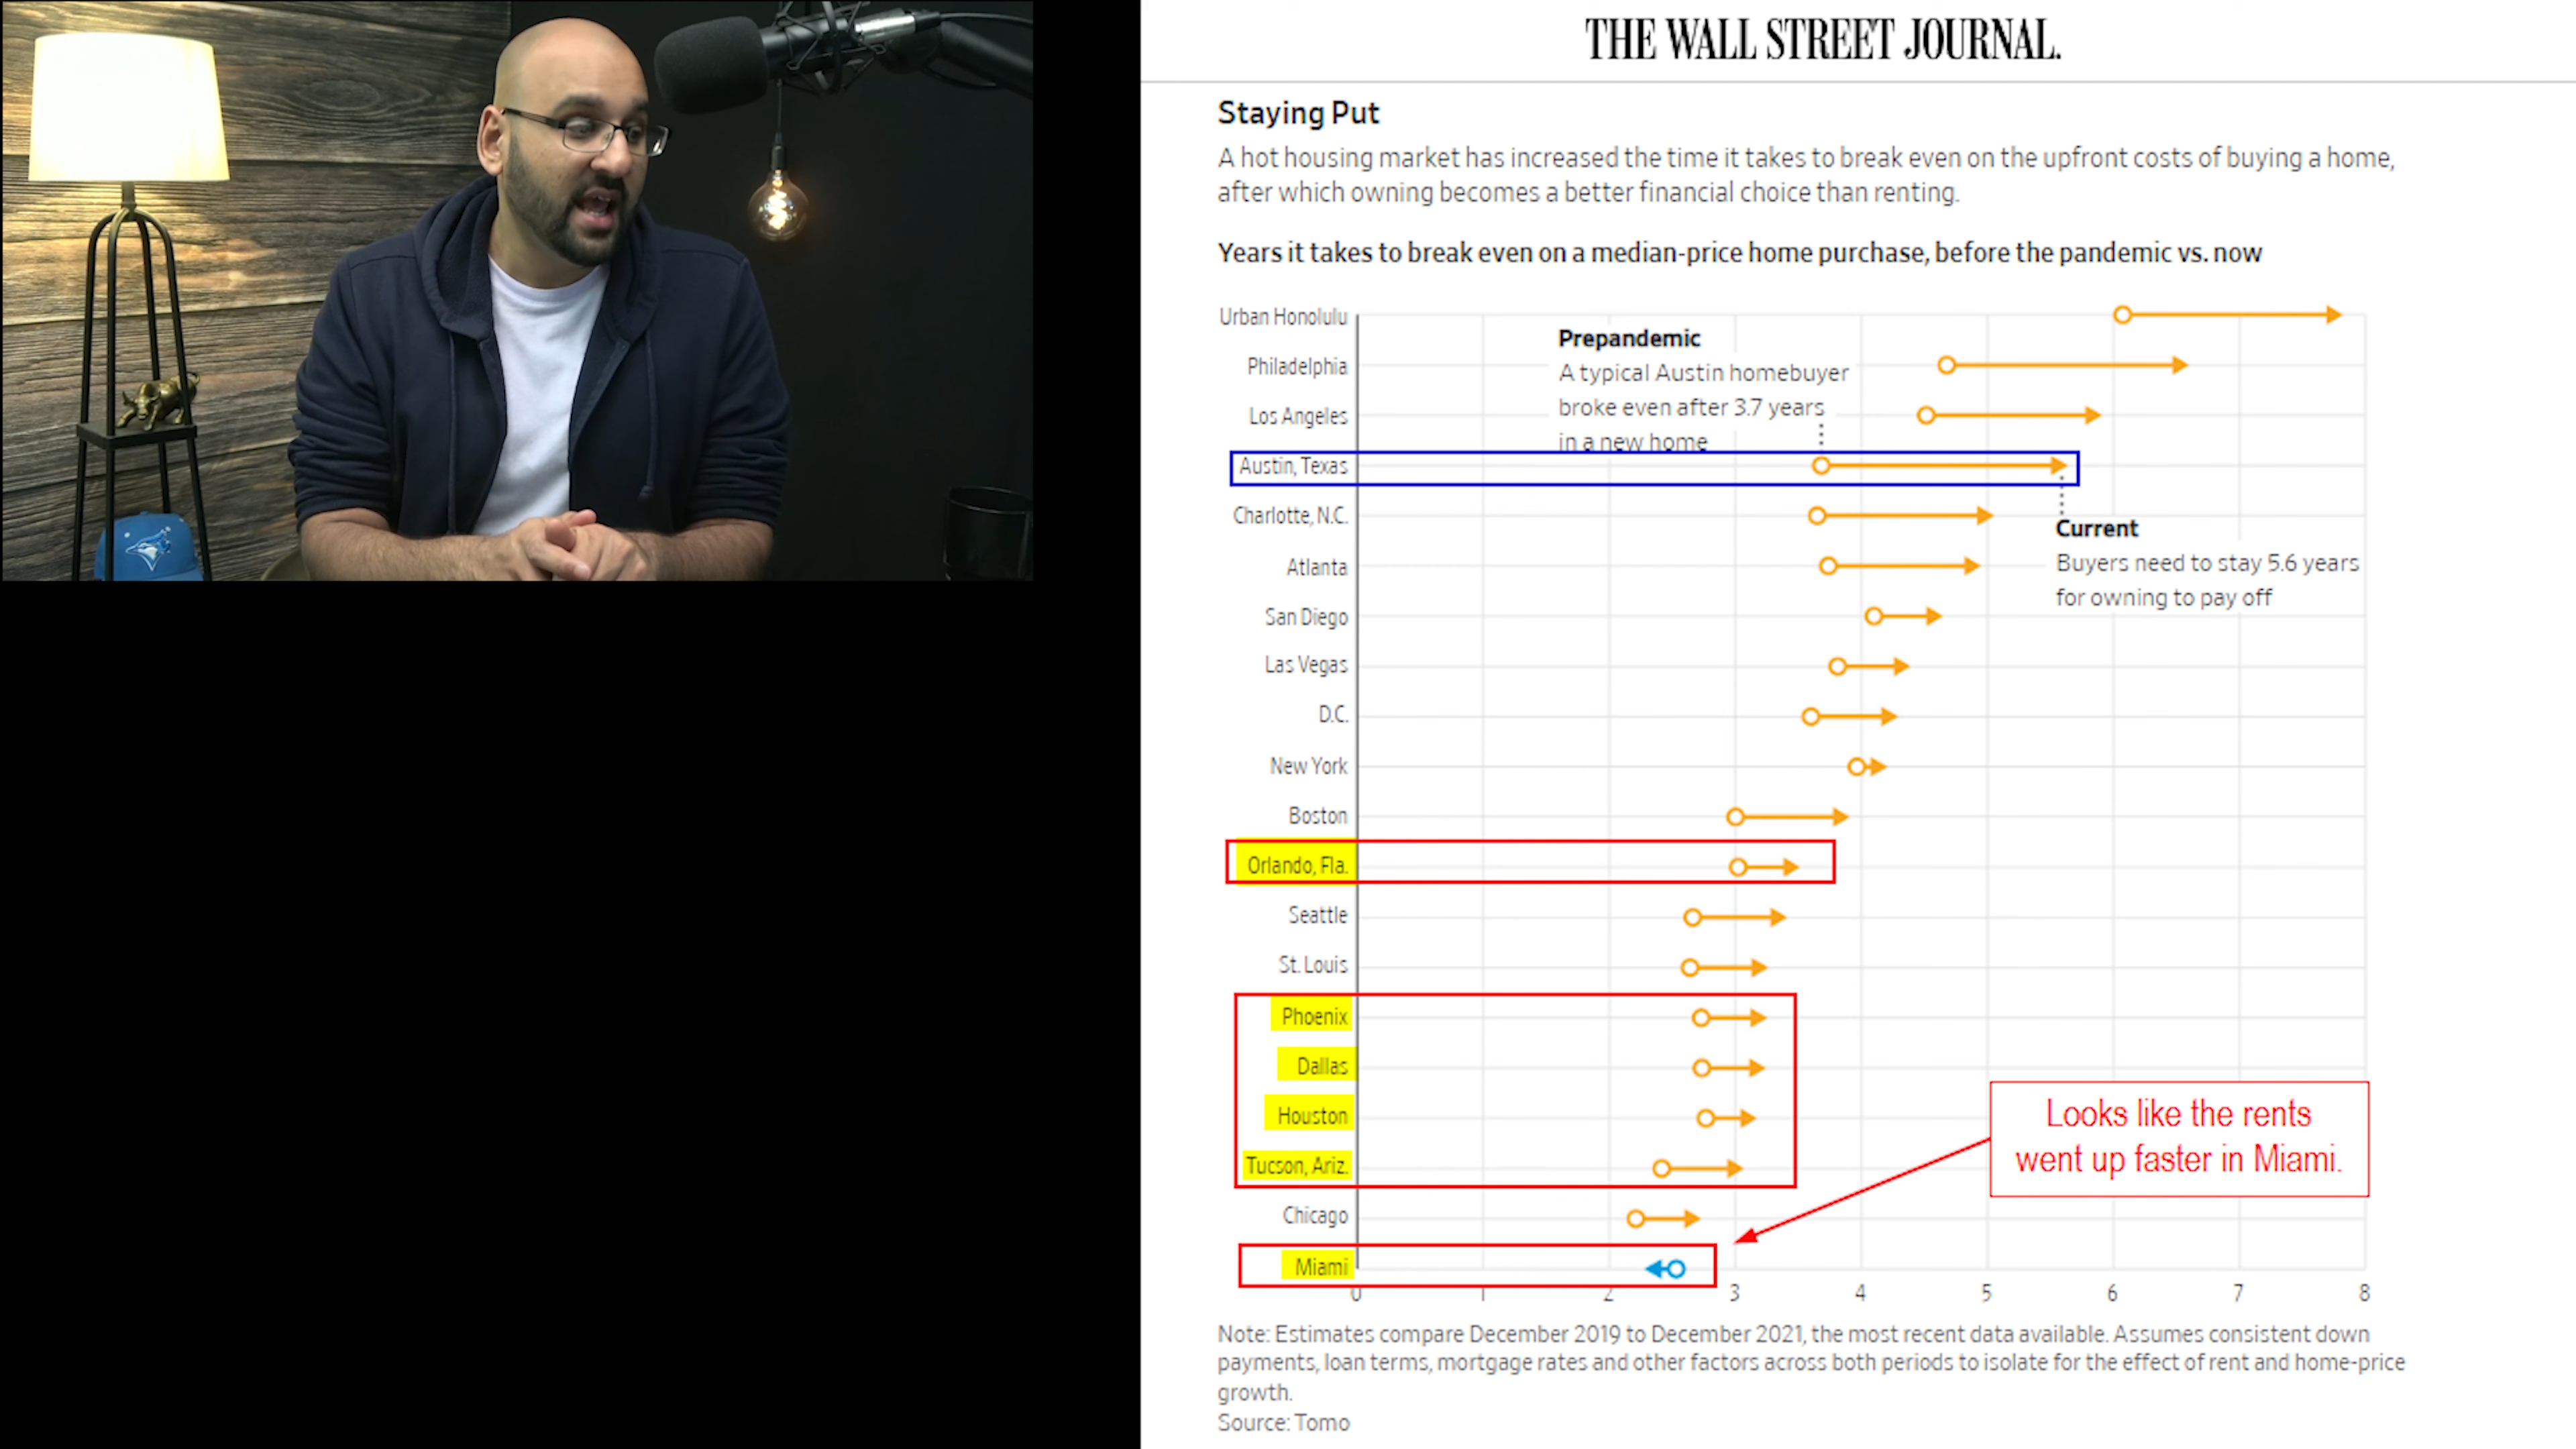 THE WALL STREET JOURNAL.
Staying Put
A hot housing market has increased the time it takes to break even on the upfront costs of buying a home,
after which owning becomes a better financial choice than renting.
Years it takes to break even on a median-price home purchase, before the pandemic vs. now
Urban Honolulu
Prepandemic
A typical Austin homebuyer
broke even after 3.7 years
in a new home
Philadelphia
Los Angeles
Austin, Texas
Charlotte, N.C.
Current
Buyers need to stay 5.6 years
for owning to pay off
Atlanta
San Diego
Las Vegas
D.C.
New York
Boston
Orlando, Fla.
Seattle
St. Louis
Phoenix
Dallas
Houston
Tucson, Ariz.
Looks like the rents
went up faster in Miami.
Chicago
Miami
0 1 2 3 4 5 6 7 8
Note: Estimates compare December 2019 to December 2021, the most recent data available. Assumes consistent down
payments, loan terms, mortgage rates and other factors across both periods to isolate for the effect of rent and home-price
growth.
Source: Tomo